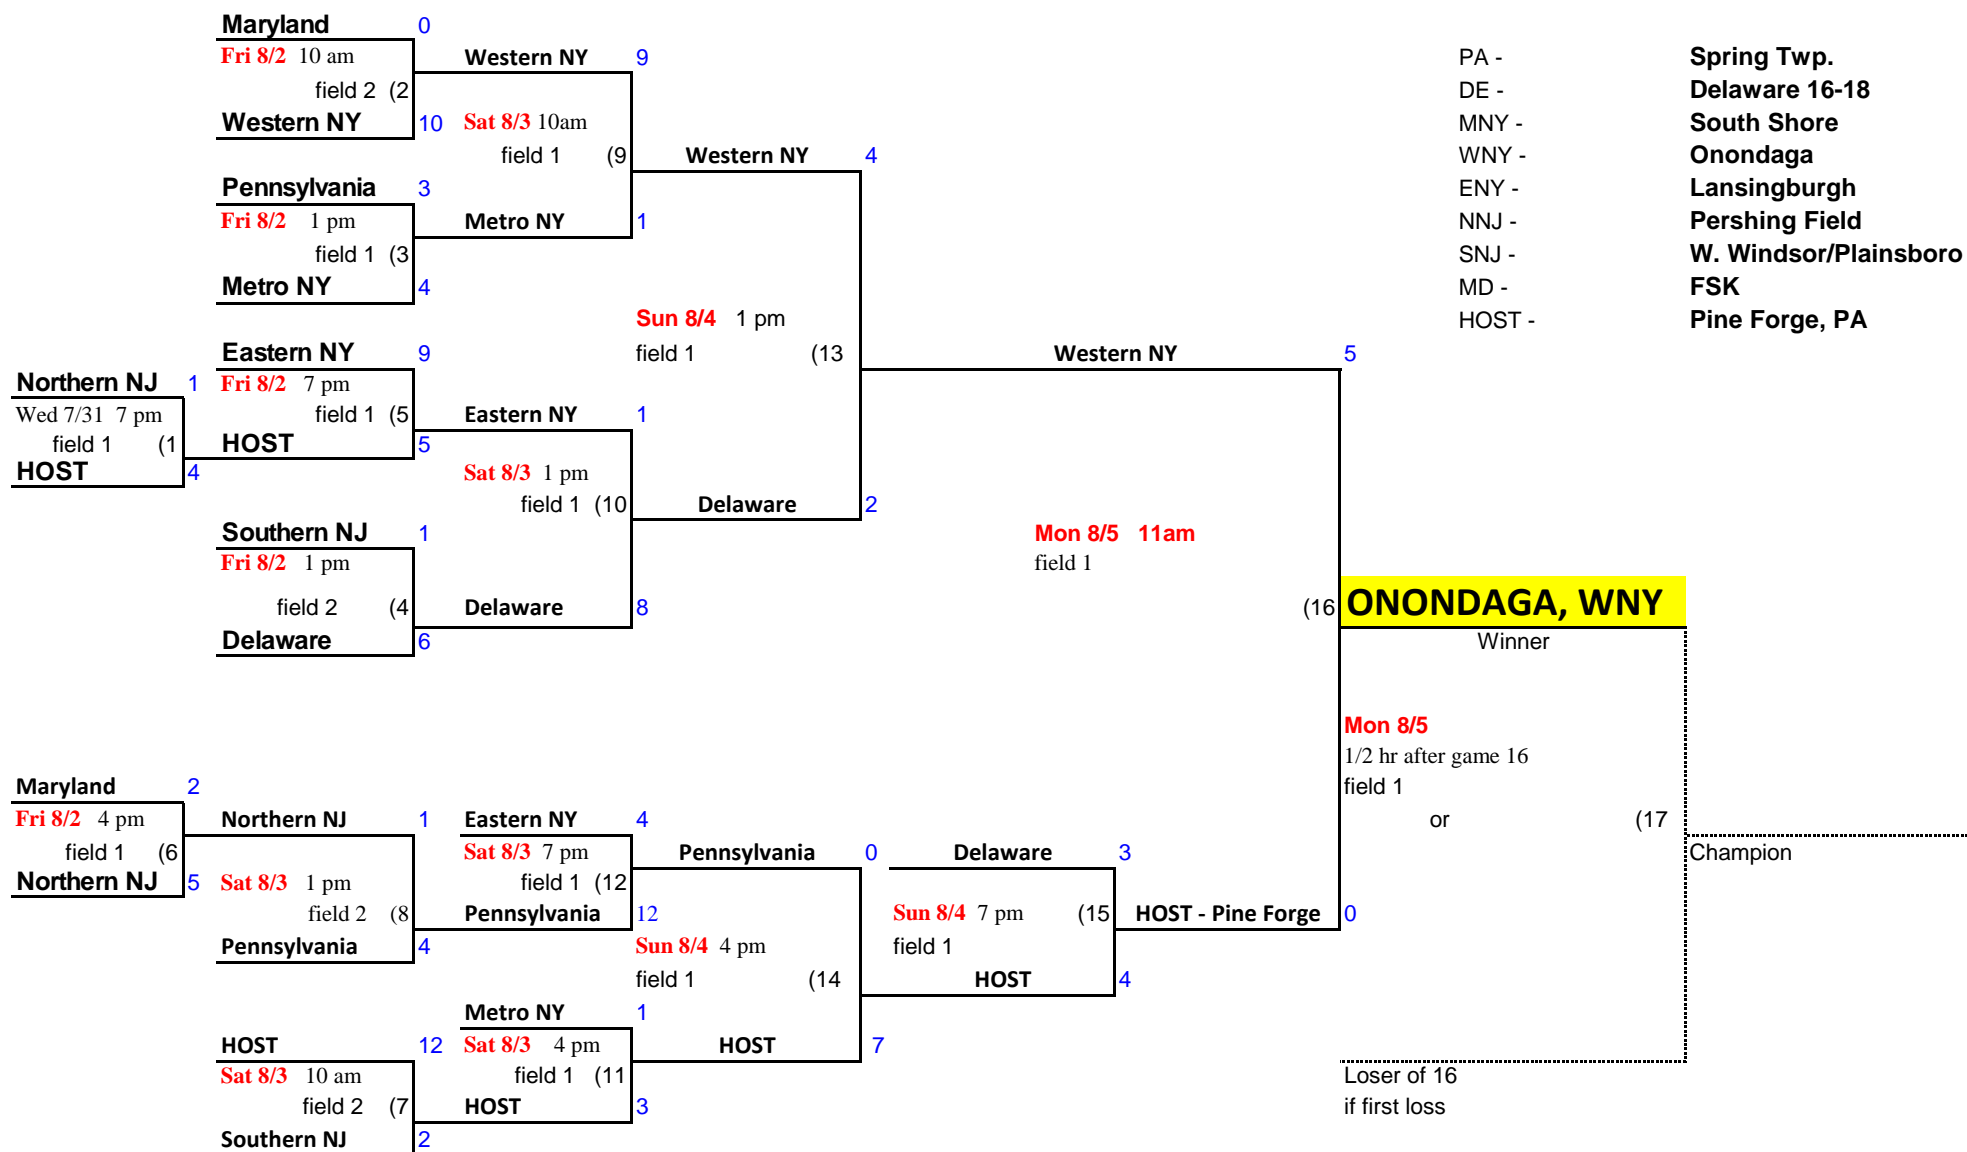 Maryland 0
Fri 8/2 10 am Western NY 9 PA - Spring Twp.
field 2 (2 DE - Delaware 16-18
Western NY 10 Sat 8/3 10am MNY - South Shore
field 1 (9 Western NY 4 WNY - Onondaga
Pennsylvania 3 ENY - Lansingburgh
Fri 8/2 1 pm Metro NY 1 NNJ - Pershing Field
field 1 (3 SNJ - W. Windsor/Plainsboro
Metro NY 4 MD - FSK
Sun 8/4 1 pm HOST - Pine Forge, PA
Eastern NY 9 field 1 (13 Western NY 5
Northern NJ 1 Fri 8/2 7 pm
Wed 7/31 7 pm field 1 (5 Eastern NY 1
field 1 (1 HOST 5
HOST 4 Sat 8/3 1 pm
field 1 (10 Delaware 2
Southern NJ 1 Mon 8/5 11am
Fri 8/2 1 pm field 1
field 2 (4 Delaware 8 (16 ONONDAGA, WNY
Delaware 6 Winner
Mon 8/5
1/2 hr after game 16
Maryland 2 field 1
Fri 8/2 4 pm Northern NJ 1 Eastern NY 4 or (17
field 1 (6 Sat 8/3 7 pm Pennsylvania 0 Delaware 3 Champion
Northern NJ 5 Sat 8/3 1 pm field 1 (12
field 2 (8 Pennsylvania 12 Sun 8/4 7 pm (15 HOST - Pine Forge 0
Pennsylvania 4 Sun 8/4 4 pm field 1
field 1 (14 HOST 4
Metro NY 1
HOST 12 Sat 8/3 4 pm HOST 7
Sat 8/3 10 am field 1 (11 Loser of 16
field 2 (7 HOST 3 if first loss
Southern NJ 2